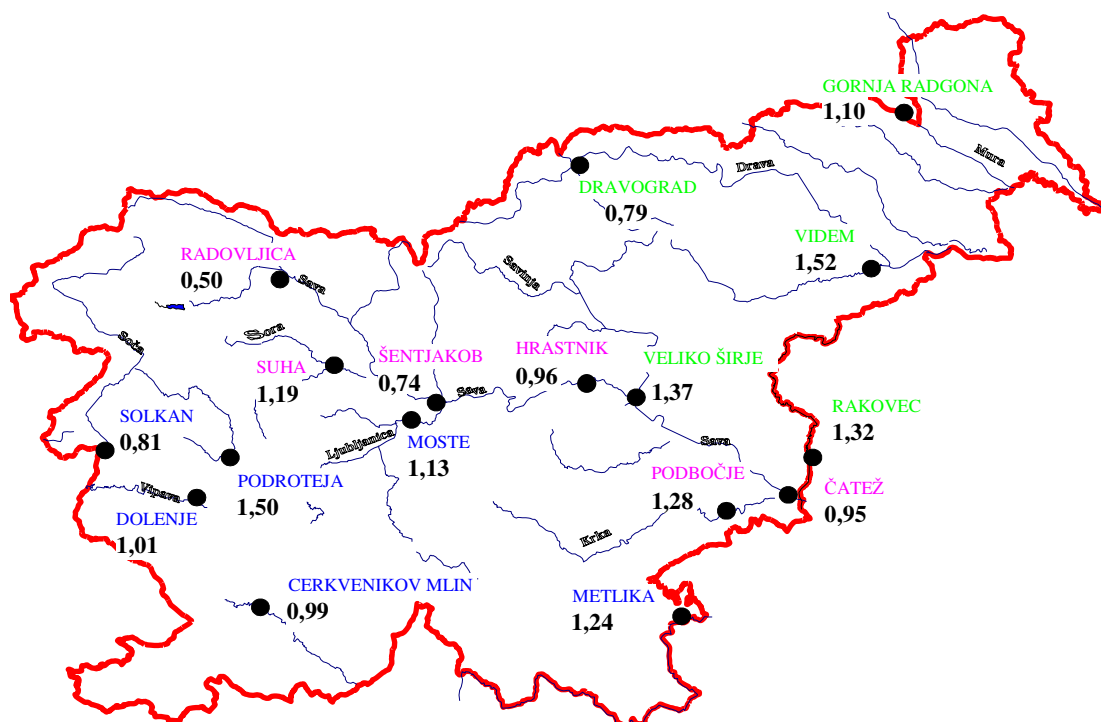 GORNJA RADGONA
1,10
Mura
Drava
DRAVOGRAD
0,79
VIDEM
1,52
RADOVLJICA
0,50
Sava
Savinja
Soča
Sora
SUHA
1,19
ŠENTJAKOB
0,74
Sava
HRASTNIK
0,96
VELIKO ŠIRJE
1,37
SOLKAN
0,81
Ljubljanica
MOSTE
1,13
Sava
RAKOVEC
1,32
PODROTEJA
1,50
Vipava
DOLENJE
1,01
PODBOČJE
1,28
ČATEŽ
0,95
Krka
CERKVENIKOV MLIN
0,99
METLIKA
1,24